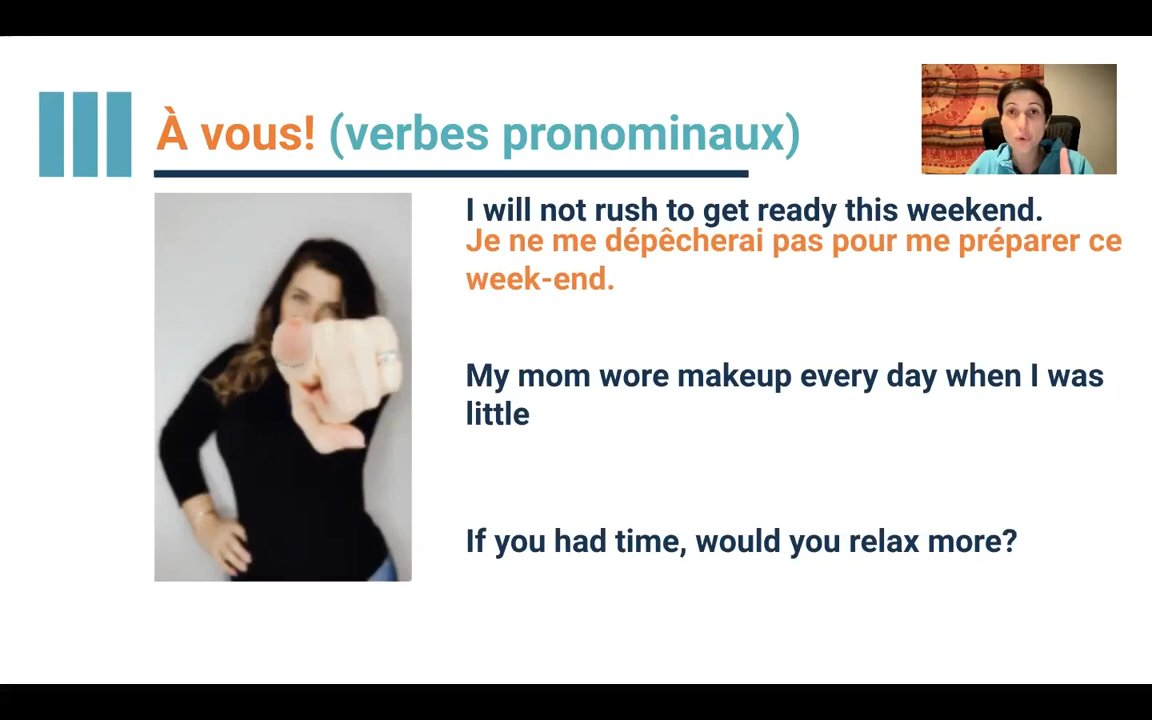 À vous! (verbes pronominaux)
I will not rush to get ready this weekend.
Je ne me dépêcherai pas pour me préparer ce
week-end.
My mom wore makeup every day when I was
little
If you had time, would you relax more?